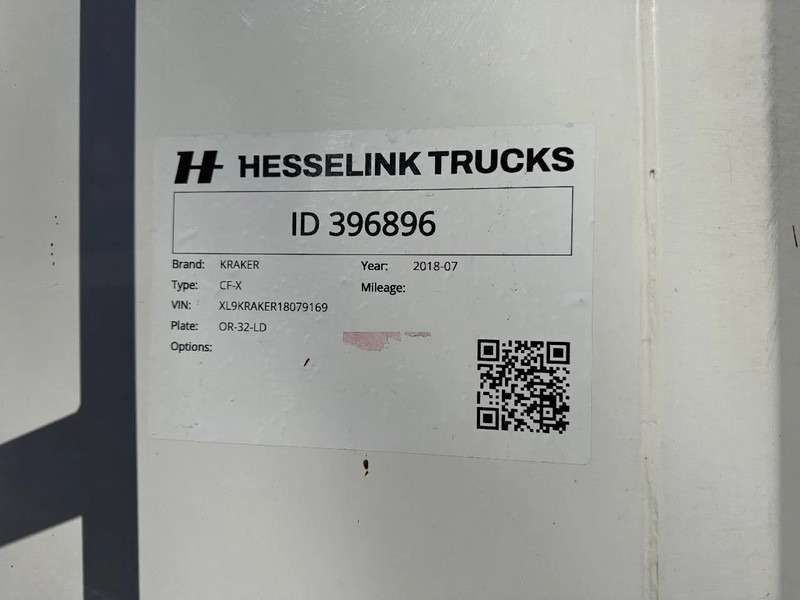 H HESSELINK TRUCKS
ID 396896
Brand: KRAKER Year: 2018-07
Type: CF-X Mileage:
VIN: XL9KRAKER18079169
Plate: OR-32-LD
Options: